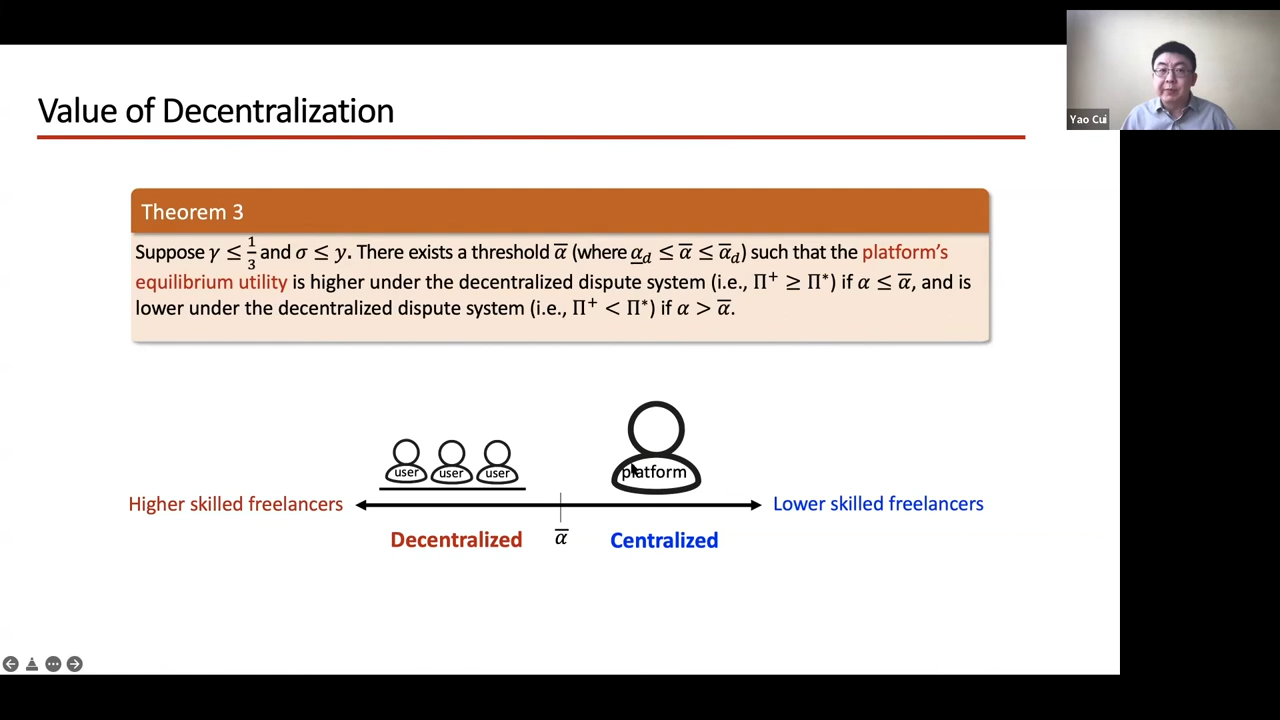 Yao Cui
Value of Decentralization
Theorem 3
Suppose γ ≤ 1/3 and σ ≤ y. There exists a threshold α̅ (where α̲_d ≤ α̅ ≤ α̅_d) such that the platform's
equilibrium utility is higher under the decentralized dispute system (i.e., Π⁺ ≥ Π*) if α ≤ α̅, and is
lower under the decentralized dispute system (i.e., Π⁺ < Π*) if α > α̅.
user user user platform
Higher skilled freelancers Lower skilled freelancers
Decentralized α̅ Centralized